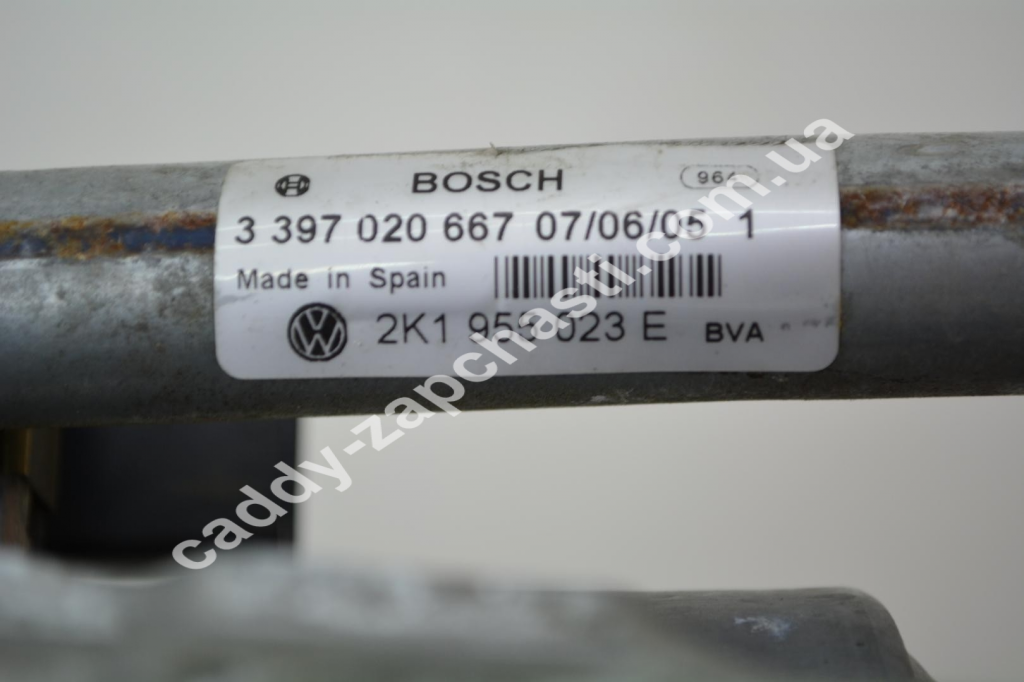 BOSCH
3 397 020 667 07/06/05 1
Made in Spain
VW 2K1 955 023 E BVA
caddy-zapchasti.com.ua